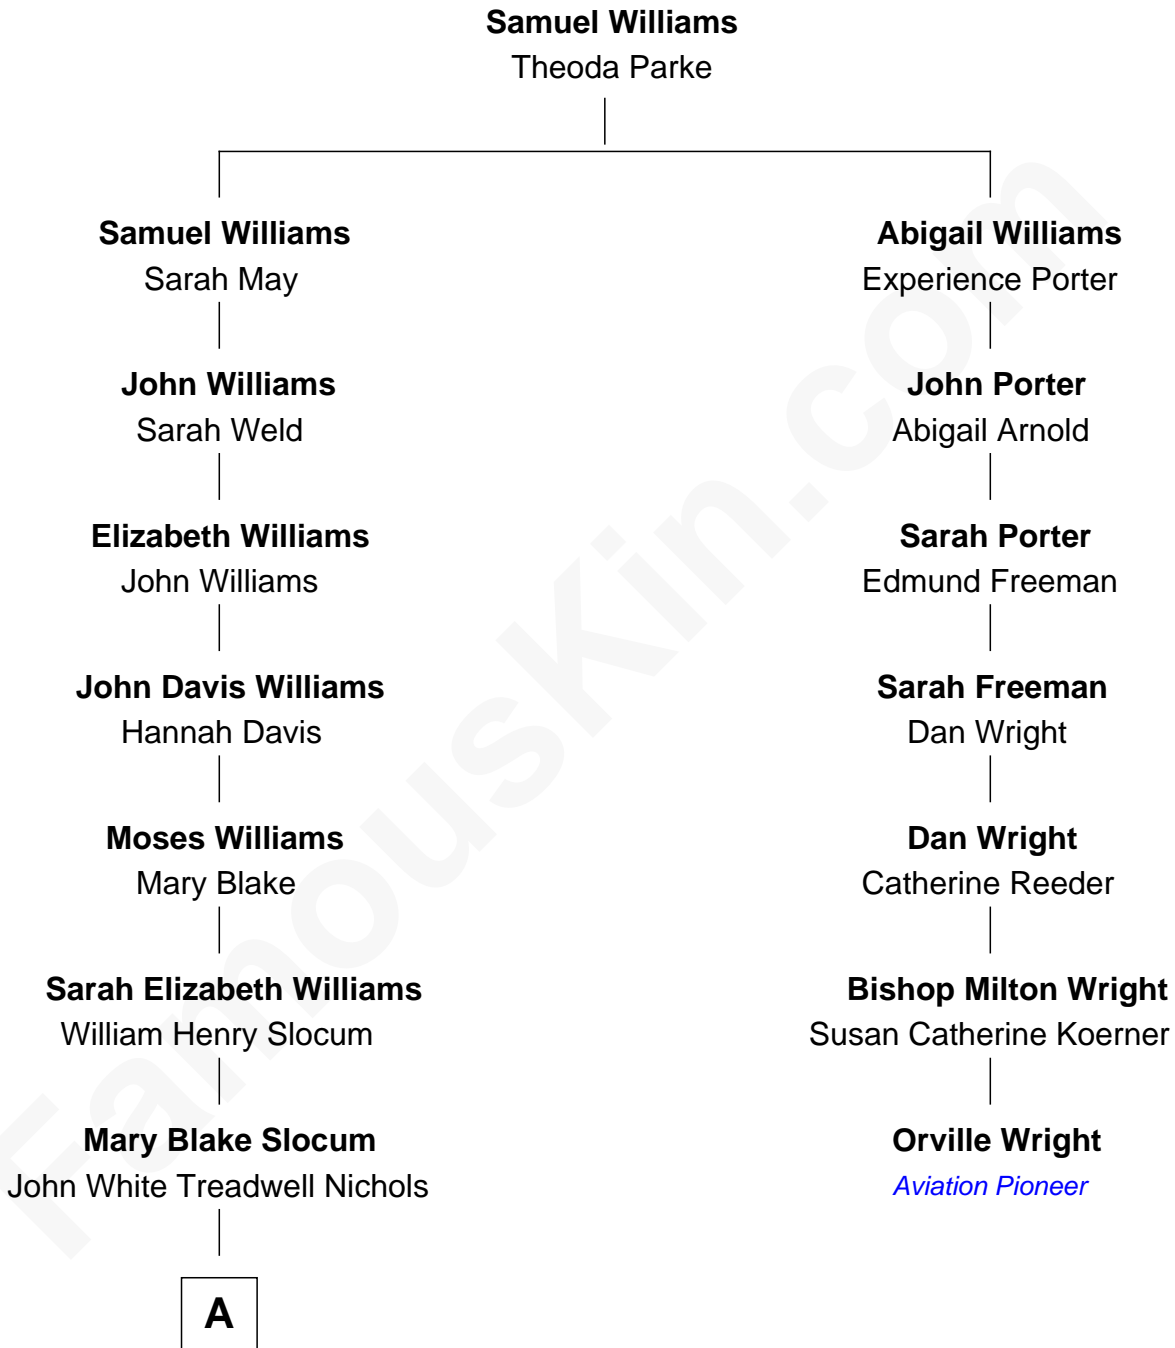 Samuel Williams
Theoda Parke
Samuel Williams
Sarah May
Abigail Williams
Experience Porter
John Williams
Sarah Weld
John Porter
Abigail Arnold
Elizabeth Williams
John Williams
Sarah Porter
Edmund Freeman
John Davis Williams
Hannah Davis
Sarah Freeman
Dan Wright
Moses Williams
Mary Blake
Dan Wright
Catherine Reeder
Sarah Elizabeth Williams
William Henry Slocum
Bishop Milton Wright
Susan Catherine Koerner
Mary Blake Slocum
John White Treadwell Nichols
Orville Wright
Aviation Pioneer
A
FamousKin.com